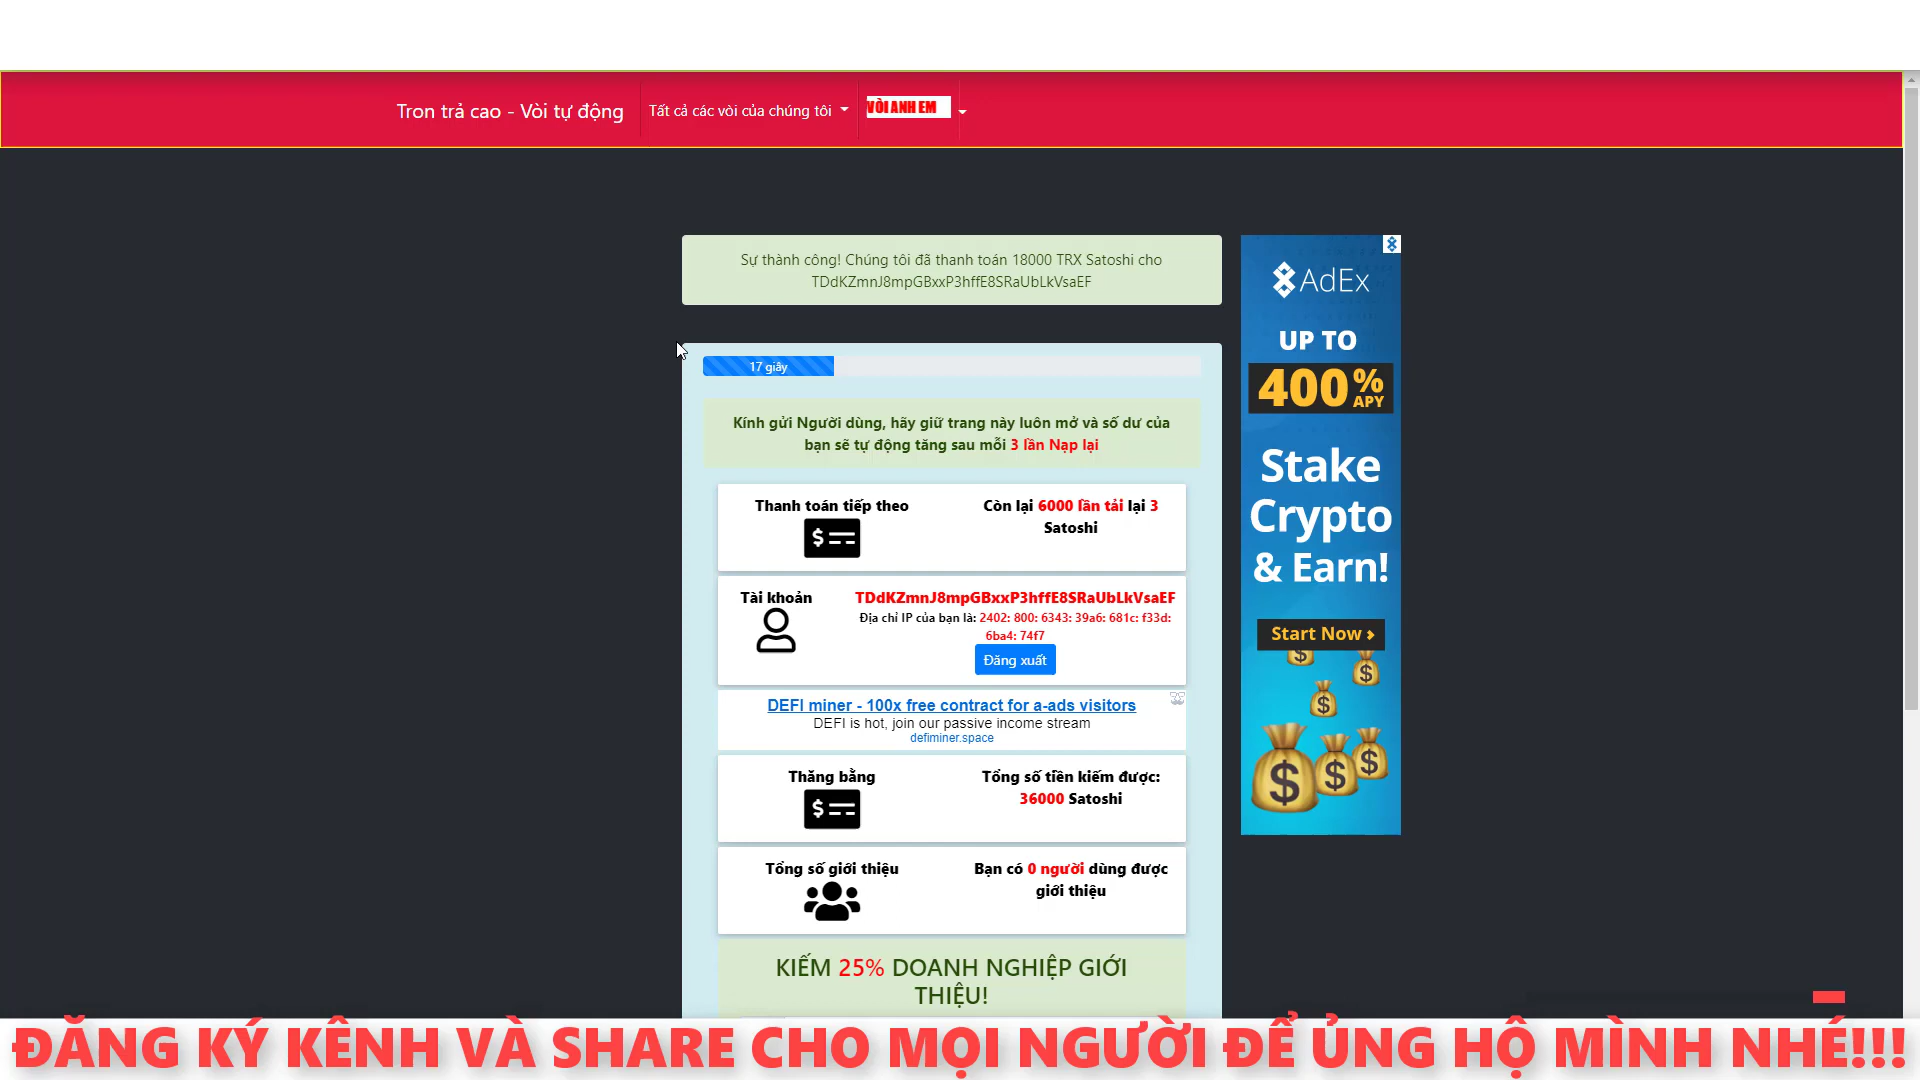 Tron trả cao - Vòi tự động
Tất cả các vòi của chúng tôi
VÒI ANH EM
Sự thành công! Chúng tôi đã thanh toán 18000 TRX Satoshi cho
TDdKZmnJ8mpGBxxP3hffE8SRaUbLkVsaEF
17 giây
Kính gửi Người dùng, hãy giữ trang này luôn mở và số dư của
bạn sẽ tự động tăng sau mỗi 3 lần Nạp lại
Thanh toán tiếp theo
Còn lại 6000 lần tải lại 3
Satoshi
Tài khoản
TDdKZmnJ8mpGBxxP3hffE8SRaUbLkVsaEF
Địa chỉ IP của bạn là: 2402: 800: 6343: 39a6: 681c: f33d:
6ba4: 74f7
Đăng xuất
DEFI miner - 100x free contract for a-ads visitors
DEFI is hot, join our passive income stream
defiminer.space
Thăng bằng
Tổng số tiền kiếm được:
36000 Satoshi
Tổng số giới thiệu
Bạn có 0 người dùng được
giới thiệu
KIẾM 25% DOANH NGHIỆP GIỚI
THIỆU!
AdEx
UP TO
400%
APY
Stake
Crypto
& Earn!
Start Now
ĐĂNG KÝ KÊNH VÀ SHARE CHO MỌI NGƯỜI ĐỂ ỦNG HỘ MÌNH NHÉ!!!